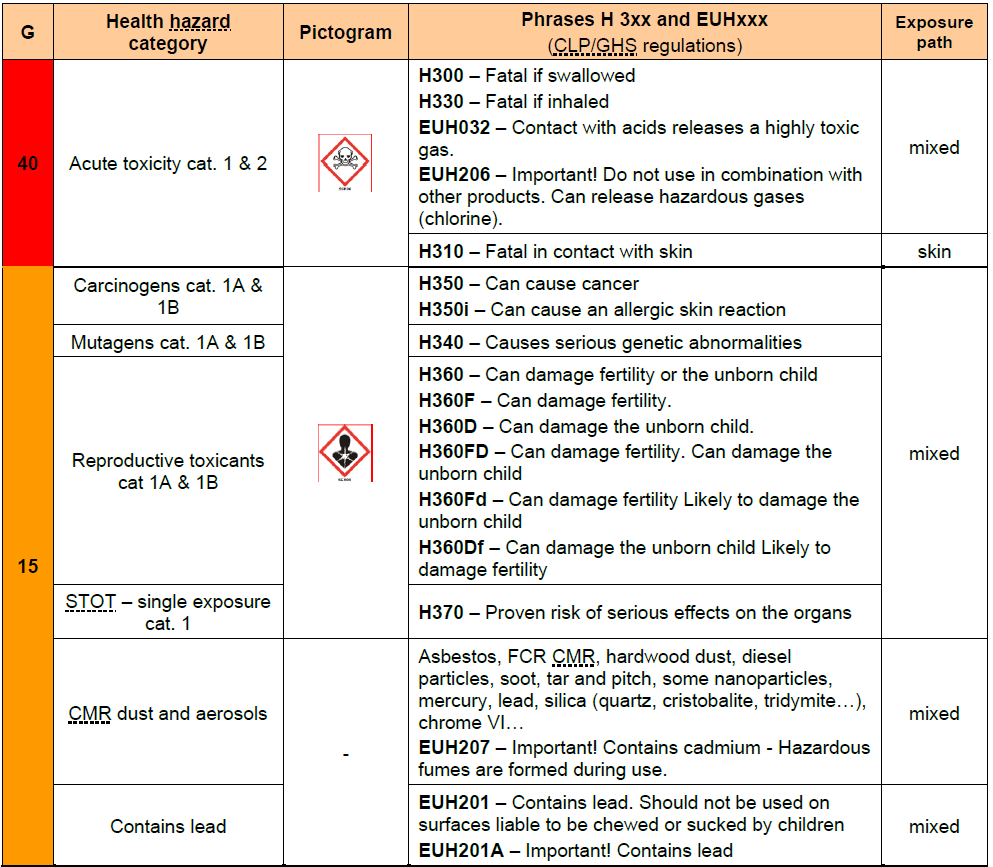 G
Health hazard
category
Pictogram
Phrases H 3xx and EUHxxx
(CLP/GHS regulations)
Exposure
path
40
Acute toxicity cat. 1 & 2
H300 – Fatal if swallowed
H330 – Fatal if inhaled
EUH032 – Contact with acids releases a highly toxic
gas.
EUH206 – Important! Do not use in combination with
other products. Can release hazardous gases
(chlorine).
mixed
H310 – Fatal in contact with skin
skin
15
Carcinogens cat. 1A &
1B
H350 – Can cause cancer
H350i – Can cause an allergic skin reaction
mixed
Mutagens cat. 1A & 1B
H340 – Causes serious genetic abnormalities
Reproductive toxicants
cat 1A & 1B
H360 – Can damage fertility or the unborn child
H360F – Can damage fertility.
H360D – Can damage the unborn child.
H360FD – Can damage fertility. Can damage the
unborn child
H360Fd – Can damage fertility Likely to damage the
unborn child
H360Df – Can damage the unborn child Likely to
damage fertility
STOT – single exposure
cat. 1
H370 – Proven risk of serious effects on the organs
CMR dust and aerosols
-
Asbestos, FCR CMR, hardwood dust, diesel
particles, soot, tar and pitch, some nanoparticles,
mercury, lead, silica (quartz, cristobalite, tridymite…),
chrome VI…
EUH207 – Important! Contains cadmium - Hazardous
fumes are formed during use.
mixed
Contains lead
EUH201 – Contains lead. Should not be used on
surfaces liable to be chewed or sucked by children
EUH201A – Important! Contains lead
mixed